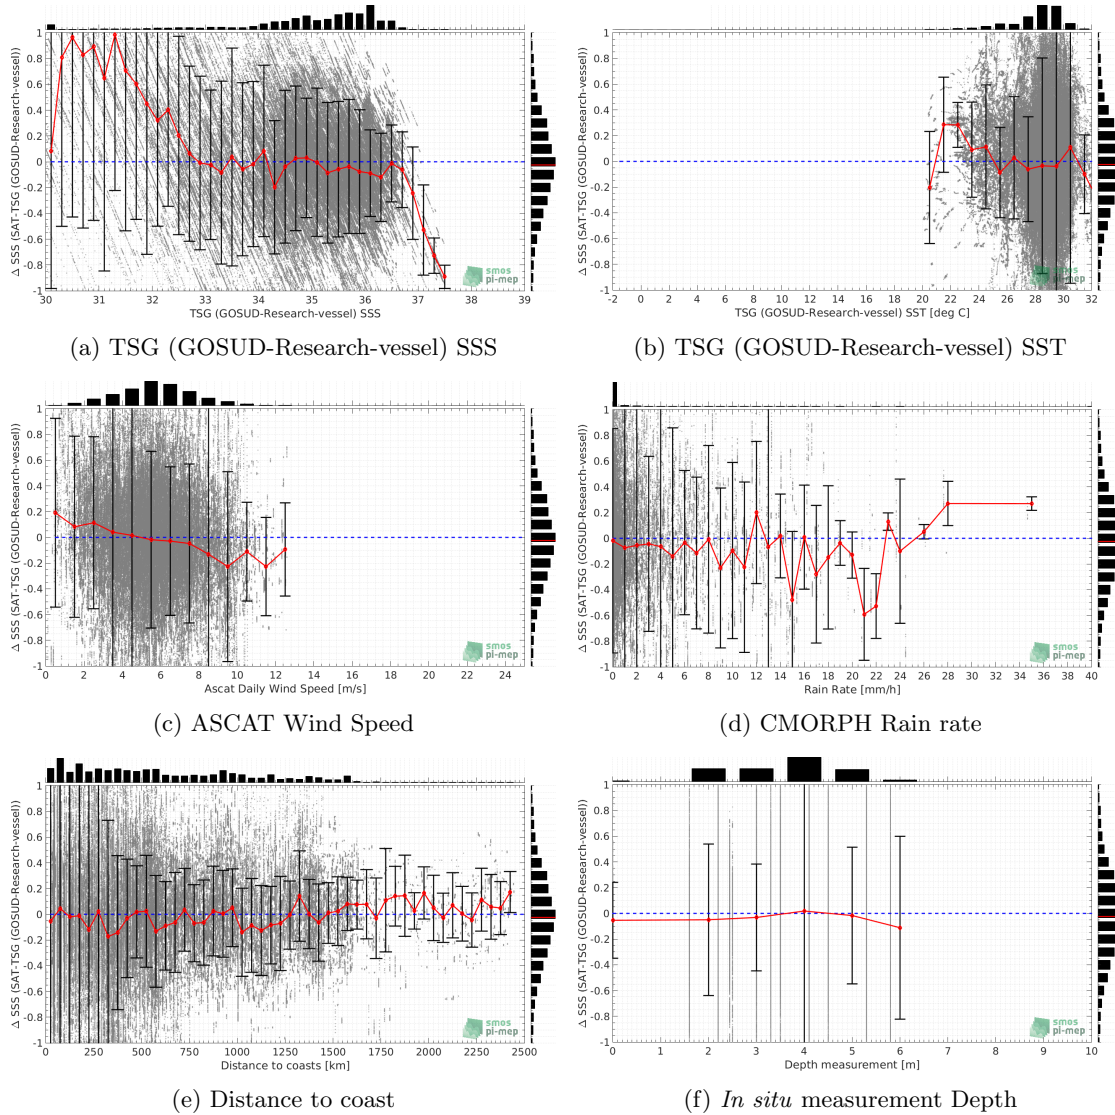 1
0.8
0.6
0.4
0.2
0
-0.2
-0.4
-0.6
-0.8
-1
Δ SSS (SAT-TSG (GOSUD-Research-vessel))
30 31 32 33 34 35 36 37 38 39
TSG (GOSUD-Research-vessel) SSS
smos
pi-mep
(a) TSG (GOSUD-Research-vessel) SSS
1
0.8
0.6
0.4
0.2
0
-0.2
-0.4
-0.6
-0.8
-1
Δ SSS (SAT-TSG (GOSUD-Research-vessel))
-2 0 2 4 6 8 10 12 14 16 18 20 22 24 26 28 30 32
TSG (GOSUD-Research-vessel) SST [deg C]
smos
pi-mep
(b) TSG (GOSUD-Research-vessel) SST
1
0.8
0.6
0.4
0.2
0
-0.2
-0.4
-0.6
-0.8
-1
Δ SSS (SAT-TSG (GOSUD-Research-vessel))
0 2 4 6 8 10 12 14 16 18 20 22 24
Ascat Daily Wind Speed [m/s]
smos
pi-mep
(c) ASCAT Wind Speed
1
0.8
0.6
0.4
0.2
0
-0.2
-0.4
-0.6
-0.8
-1
Δ SSS (SAT-TSG (GOSUD-Research-vessel))
0 2 4 6 8 10 12 14 16 18 20 22 24 26 28 30 32 34 36 38 40
Rain Rate [mm/h]
smos
pi-mep
(d) CMORPH Rain rate
1
0.8
0.6
0.4
0.2
0
-0.2
-0.4
-0.6
-0.8
-1
Δ SSS (SAT-TSG (GOSUD-Research-vessel))
0 250 500 750 1000 1250 1500 1750 2000 2250 2500
Distance to coasts [km]
smos
pi-mep
(e) Distance to coast
1
0.8
0.6
0.4
0.2
0
-0.2
-0.4
-0.6
-0.8
-1
Δ SSS (SAT-TSG (GOSUD-Research-vessel))
0 1 2 3 4 5 6 7 8 9 10
Depth measurement [m]
smos
pi-mep
(f) In situ measurement Depth